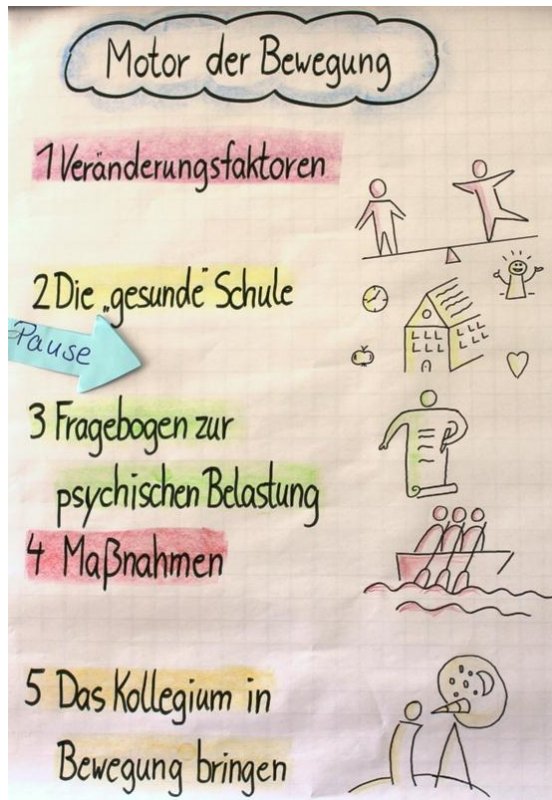 Motor der Bewegung
1 Veränderungsfaktoren
2 Die „gesunde" Schule
Pause
3 Fragebogen zur
psychischen Belastung
4 Maßnahmen
5 Das Kollegium in
Bewegung bringen